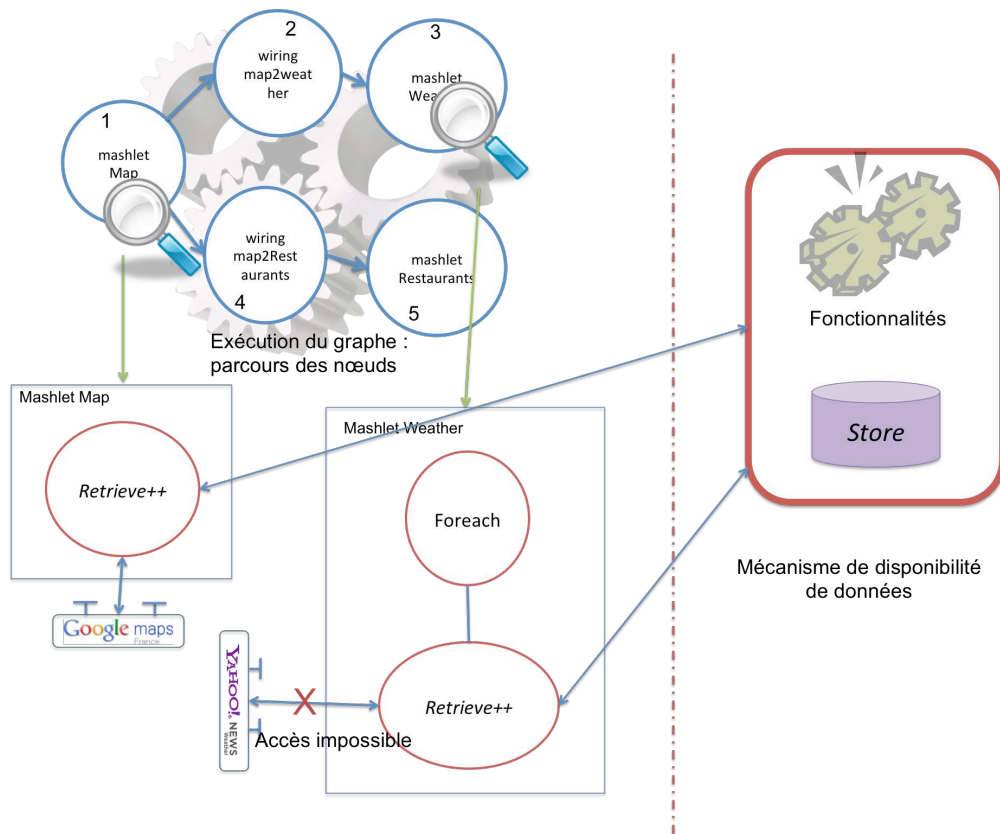 1
mashlet
Map
2
wiring
map2weat
her
3
mashlet
Wea
wiring
map2Rest
aurants
4
mashlet
Restaurants
5
Exécution du graphe :
parcours des nœuds
Mashlet Map
Retrieve++
Google maps
France
Mashlet Weather
Foreach
Retrieve++
YAHOO! NEWS
Weather
X
Accès impossible
Fonctionnalités
Store
Mécanisme de disponibilité
de données